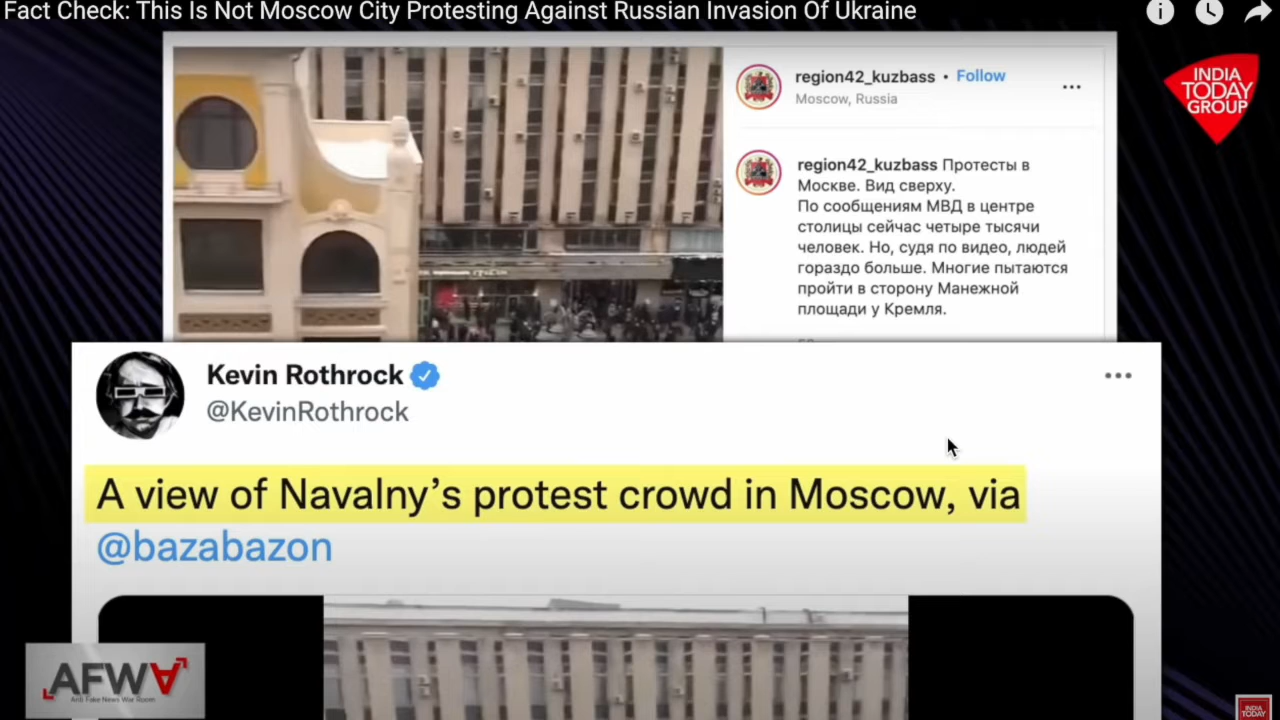 Fact Check: This Is Not Moscow City Protesting Against Russian Invasion Of Ukraine
INDIA
TODAY
GROUP
region42_kuzbass • Follow
Moscow, Russia
region42_kuzbass Протесты в
Москве. Вид сверху.
По сообщениям МВД в центре
столицы сейчас четыре тысячи
человек. Но, судя по видео, людей
гораздо больше. Многие пытаются
пройти в сторону Манежной
площади у Кремля.
Kevin Rothrock
@KevinRothrock
A view of Navalny’s protest crowd in Moscow, via
@bazabazon
AFWA
Anti Fake News War Room
INDIA
TODAY